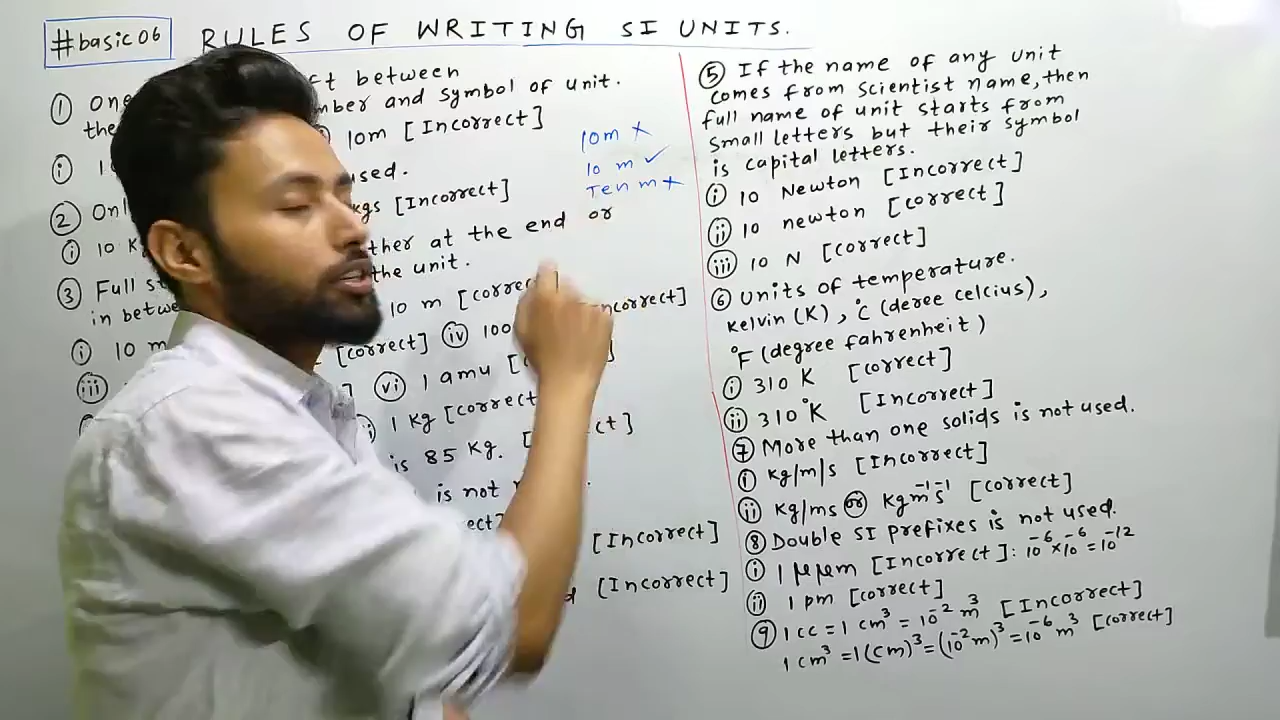 #basic06
RULES OF WRITING SI UNITS.
① One ft between
the mber and symbol of unit.
ⓘ 10m [Incorrect]
10m ×
10 m ✓
Ten m ×
② Onl used.
ⓘ 10 K kgs [Incorrect]
③ Full st ther at the end or
in betwe the unit.
ⓘ 10 m 10 m [correct]
ⓘⓘⓘ [correct] ⓘⓥ 100 ncorrect]
ⓥⓘ 1 amu [
1 Kg [correct
is 85 Kg. [ ct]
is not
ect] [Incorrect]
d [Incorrect]
⑤ If the name of any unit
comes from scientist name, then
full name of unit starts from
small letters but their symbol
is capital letters.
ⓘ 10 Newton [Incorrect]
ⓘⓘ 10 newton [correct]
ⓘⓘⓘ 10 N [correct]
⑥ Units of temperature.
Kelvin (K), °C (deree celcius),
°F (degree fahrenheit)
ⓘ 310 K [correct]
ⓘⓘ 310°K [Incorrect]
⑦ More than one solids is not used.
ⓘ kg/m/s [Incorrect]
ⓘⓘ kg/ms or Kgm⁻¹s⁻¹ [correct]
⑧ Double SI prefixes is not used.
ⓘ 1 μμm [Incorrect]: 10⁻⁶×10⁻⁶=10⁻¹²
ⓘⓘ 1 pm [correct]
⑨ 1 cc = 1 cm³ = 10⁻² m³ [Incorrect]
1 cm³ = 1(cm)³ = (10⁻²m)³ = 10⁻⁶ m³ [correct]